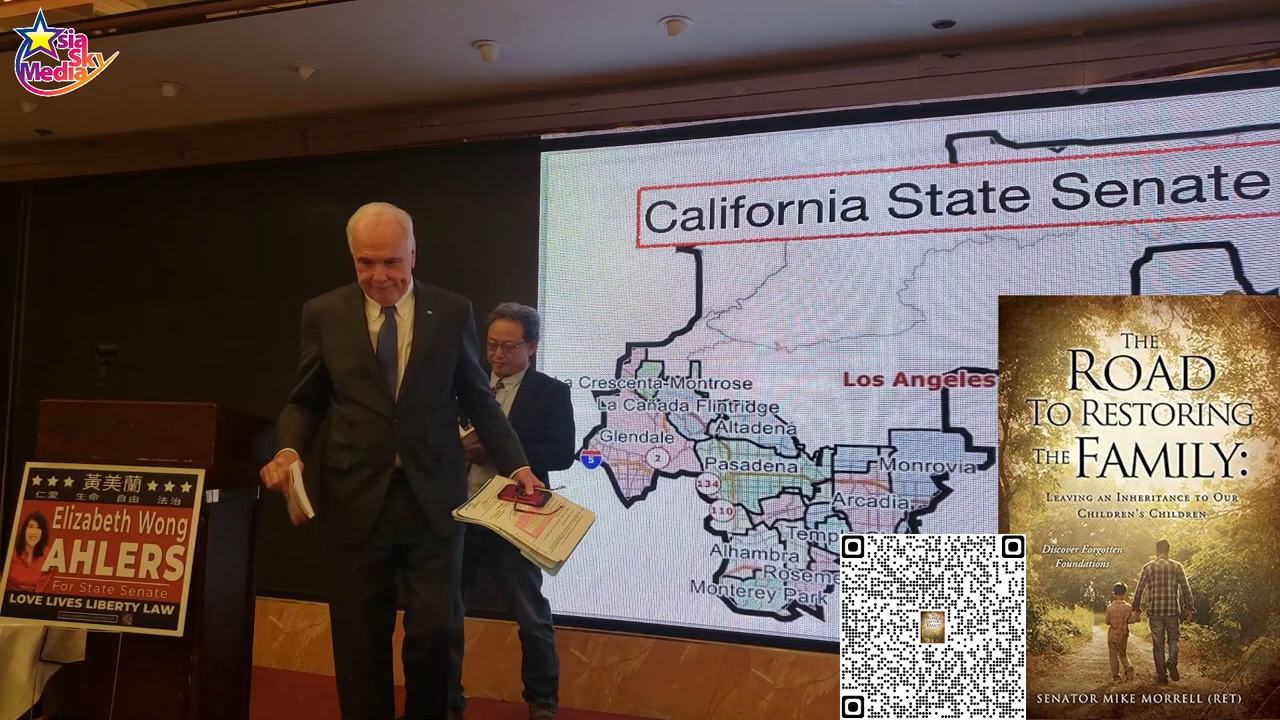 Asia
Sky
Media
California State Senate
La Crescenta-Montrose
La Cañada Flintridge
Altadena
Glendale
Los Angeles
5
2
Pasadena
Monrovia
134
Arcadia
110
Temp
Alhambra
Roseme
Monterey Park
黃美蘭
仁愛 生命 自由 法治
Elizabeth Wong
AHLERS
For State Senate
LOVE LIVES LIBERTY LAW
THE
ROAD
TO RESTORING
THE FAMILY:
LEAVING AN INHERITANCE TO OUR
CHILDREN'S CHILDREN
Discover Forgotten
Foundations
SENATOR MIKE MORRELL (RET)